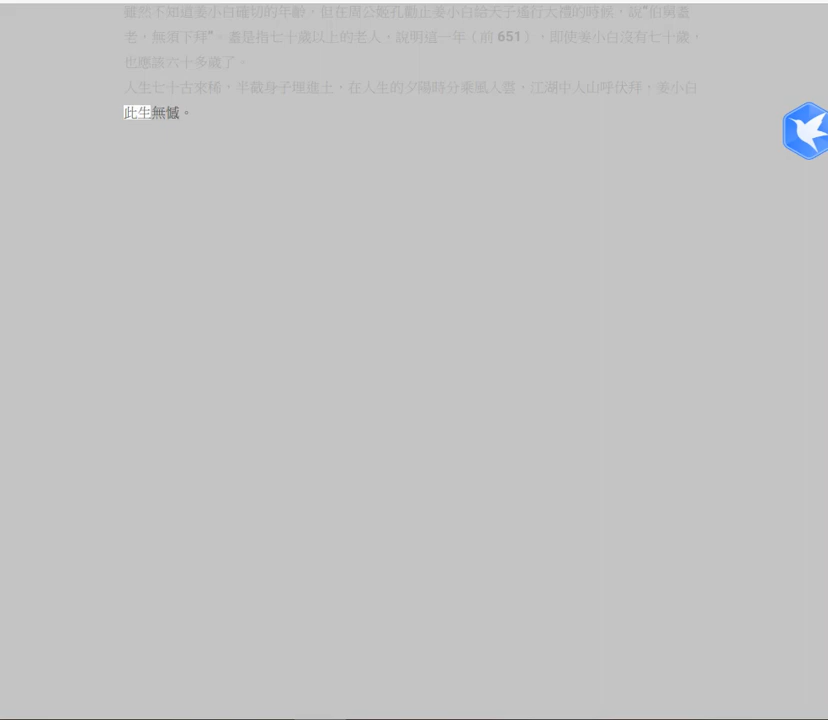 雖然不知道姜小白確切的年齡，但在周公姬孔勸止姜小白給天子遙行大禮的時候，說"伯舅耋
老，無須下拜"。耋是指七十歲以上的老人，說明這一年（前 651），即使姜小白沒有七十歲，
也應該六十多歲了。
人生七十古來稀，半截身子埋進土，在人生的夕陽時分乘風入雲，江湖中人山呼伏拜，姜小白
此生無憾。